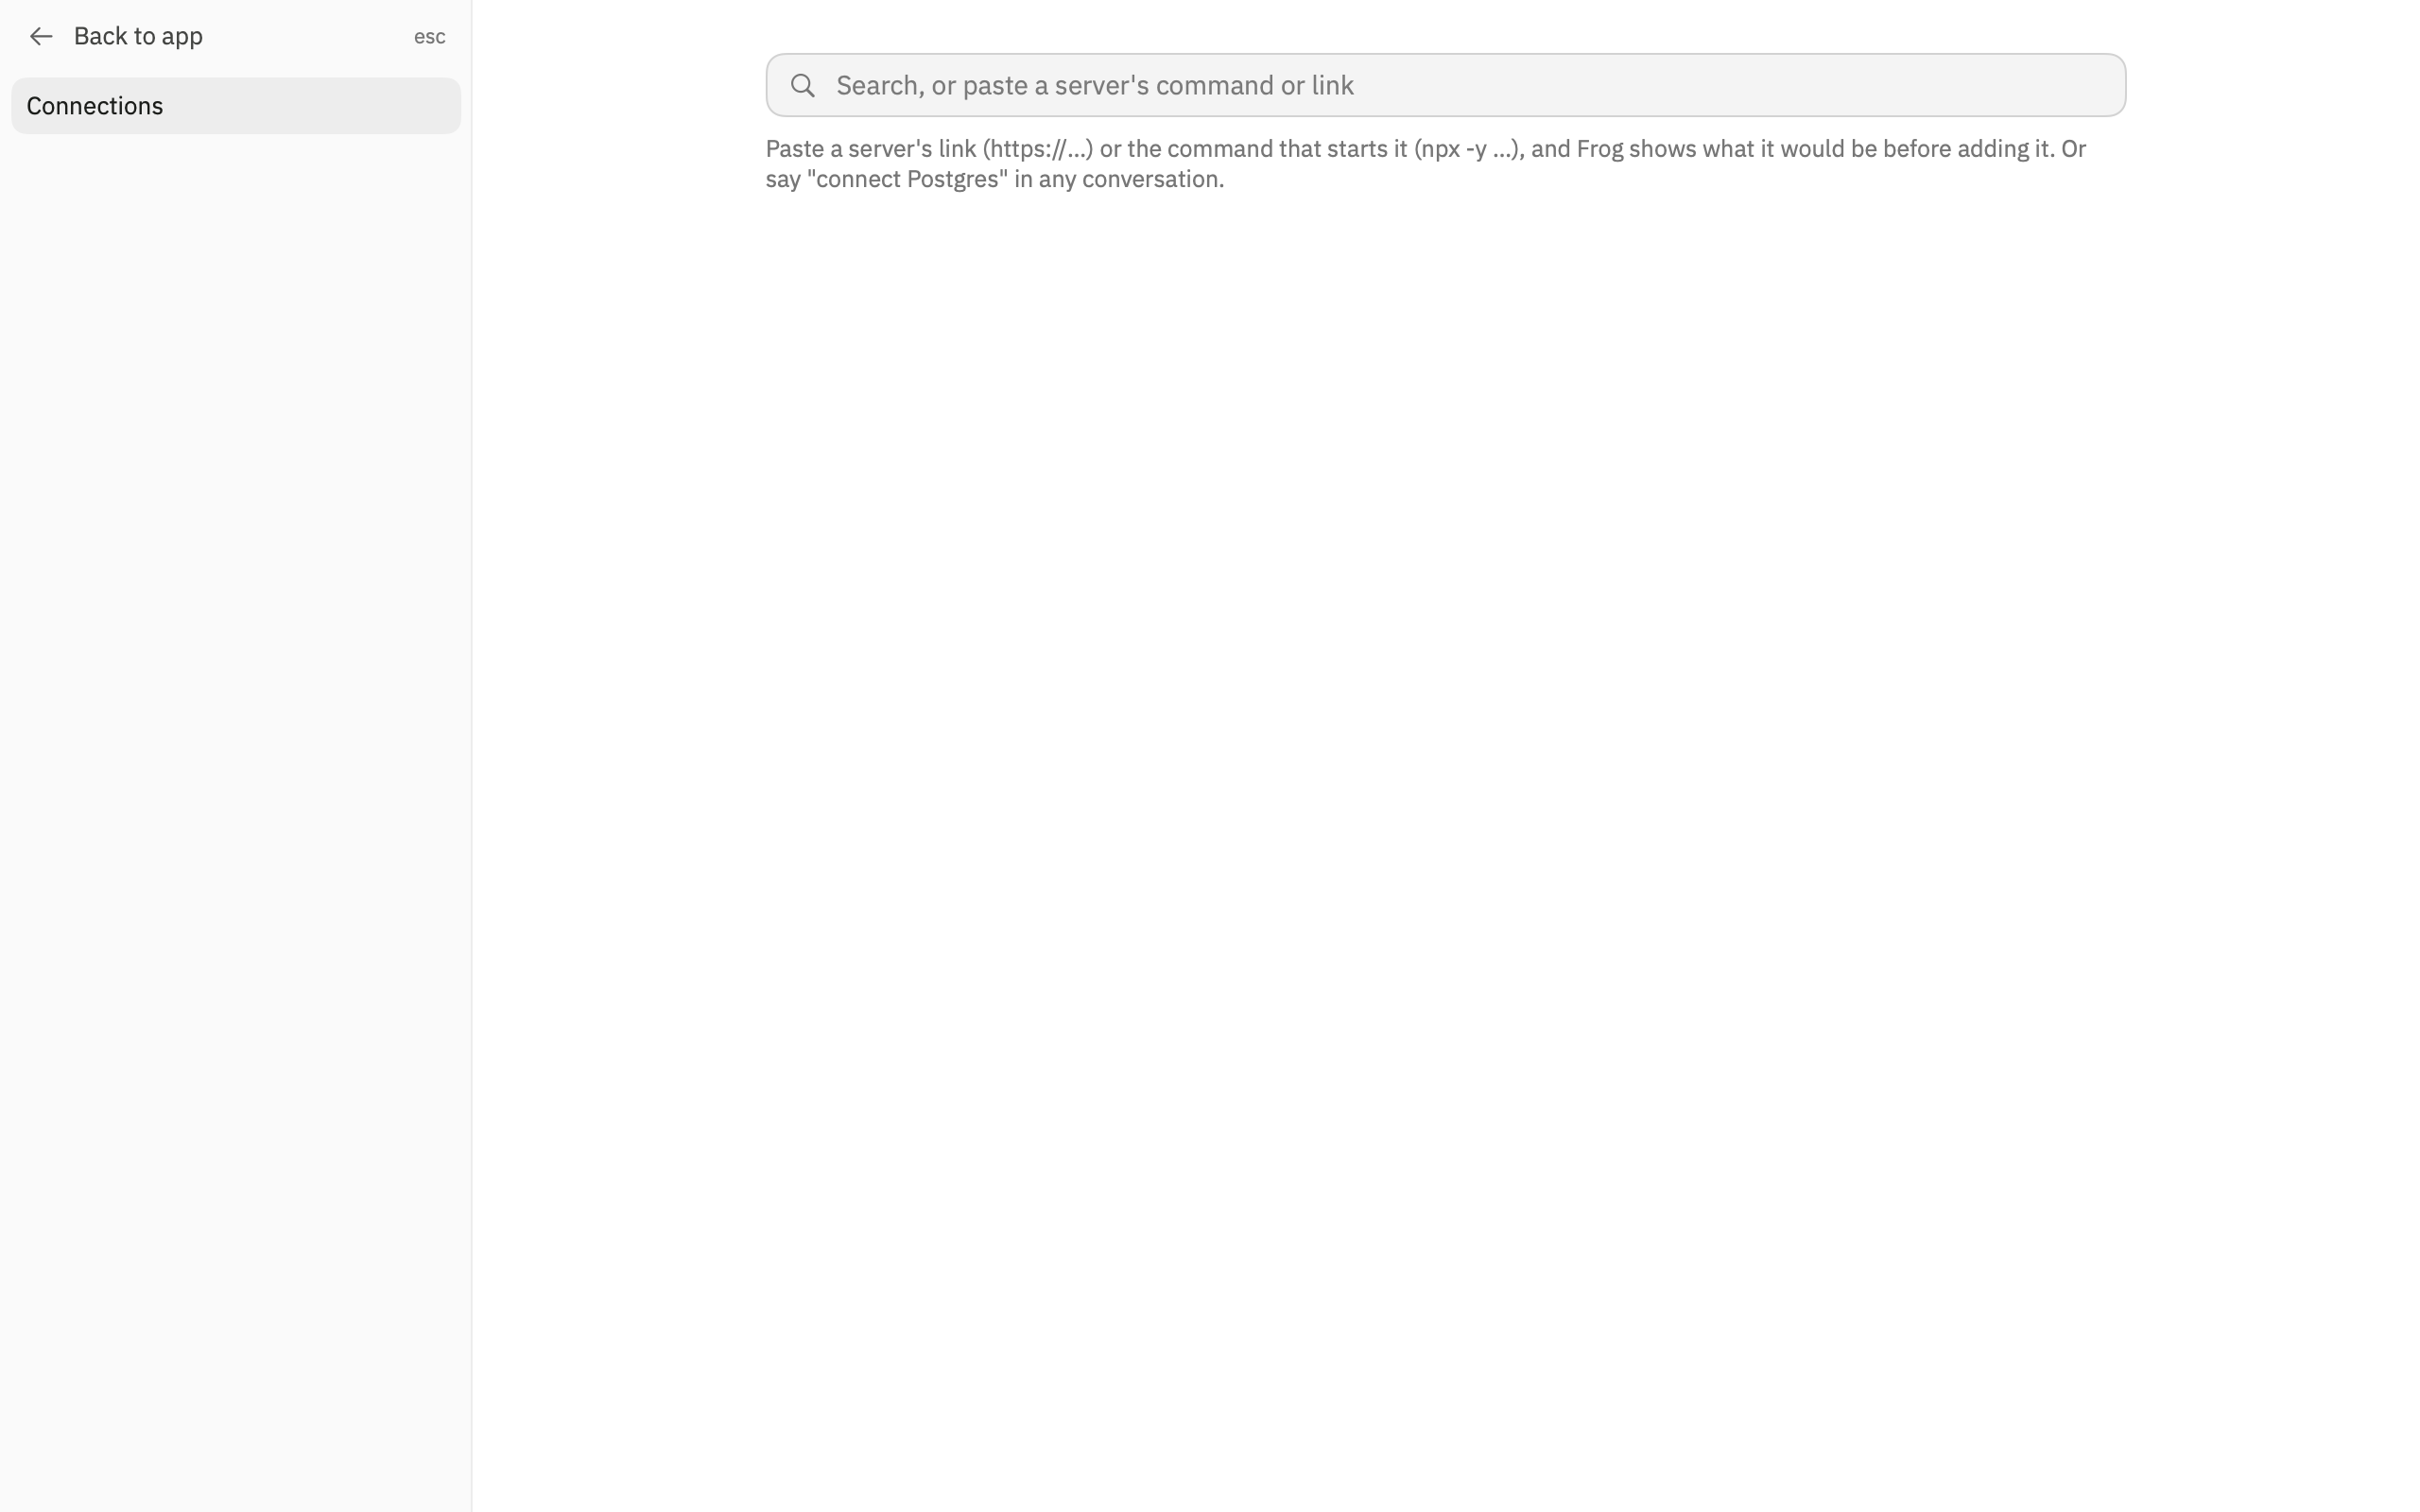 Back to app
esc
Connections
Search, or paste a server's command or link
Paste a server's link (https://...) or the command that starts it (npx -y ...), and Frog shows what it would be before adding it. Or
say "connect Postgres" in any conversation.